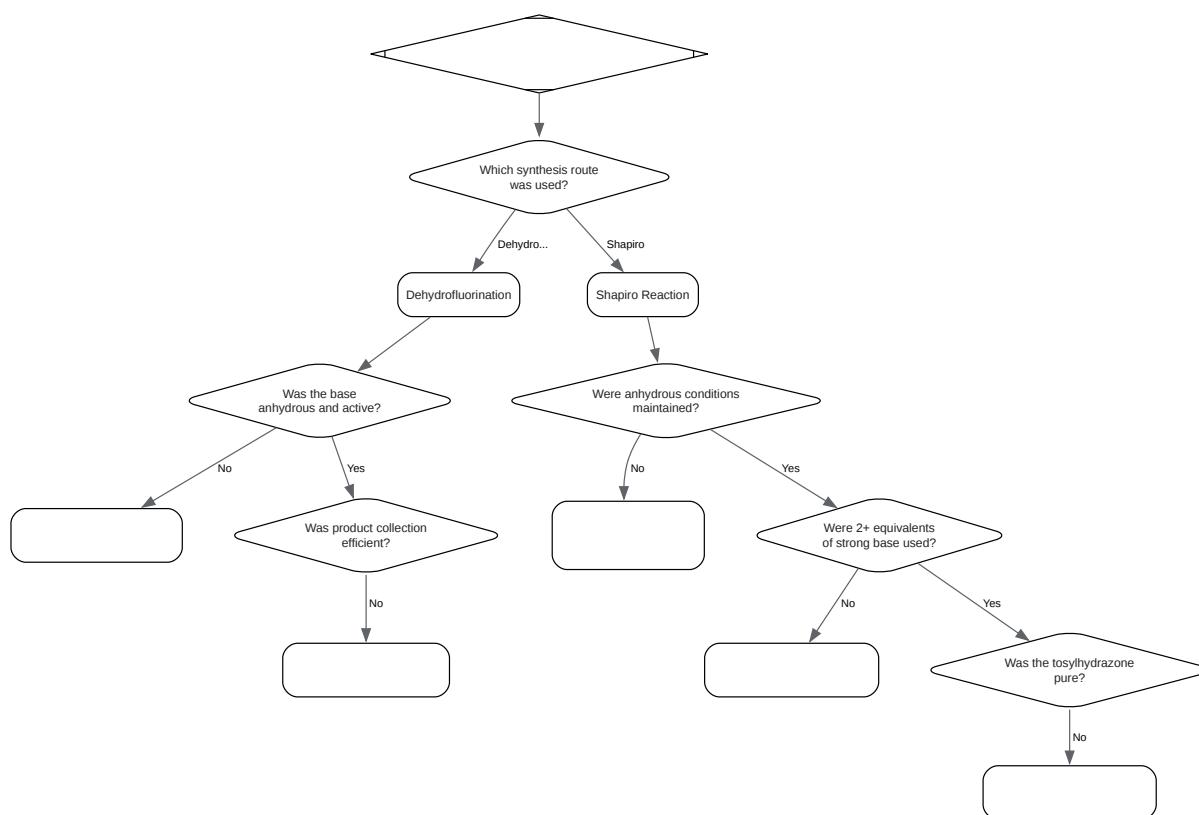 Which synthesis route
was used?
Dehydro...
Shapiro
Dehydrofluorination
Shapiro Reaction
Was the base
anhydrous and active?
Were anhydrous conditions
maintained?
No
Yes
No
Yes
Was product collection
efficient?
Were 2+ equivalents
of strong base used?
No
No
Yes
Was the tosylhydrazone
pure?
No